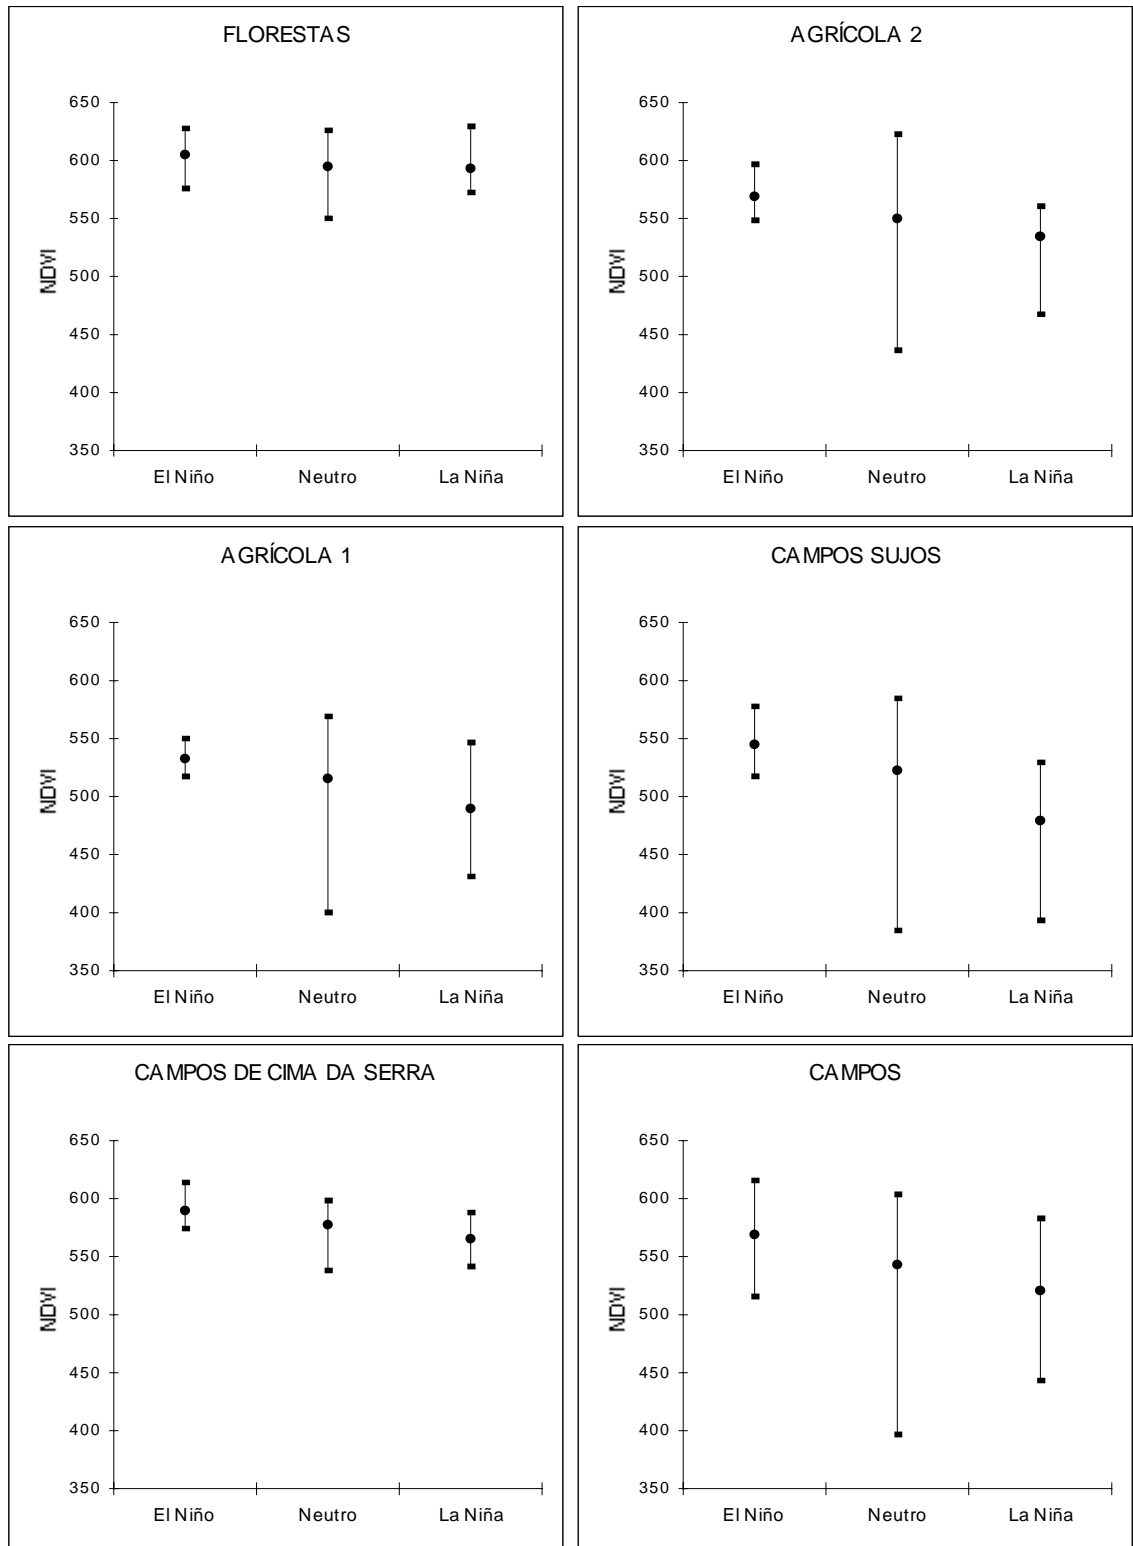 FLORESTAS
650
600
550
500
450
400
350
NDVI
El Niño Neutro La Niña
AGRÍCOLA 2
650
600
550
500
450
400
350
NDVI
El Niño Neutro La Niña
AGRÍCOLA 1
650
600
550
500
450
400
350
NDVI
El Niño Neutro La Niña
CAMPOS SUJOS
650
600
550
500
450
400
350
NDVI
El Niño Neutro La Niña
CAMPOS DE CIMA DA SERRA
650
600
550
500
450
400
350
NDVI
El Niño Neutro La Niña
CAMPOS
650
600
550
500
450
400
350
NDVI
El Niño Neutro La Niña